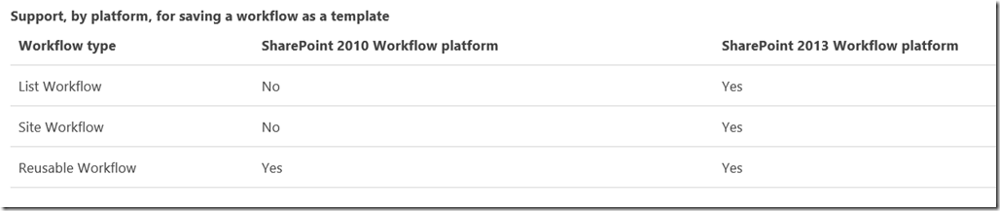 Support, by platform, for saving a workflow as a template
Workflow type SharePoint 2010 Workflow platform SharePoint 2013 Workflow platform
List Workflow No Yes
Site Workflow No Yes
Reusable Workflow Yes Yes